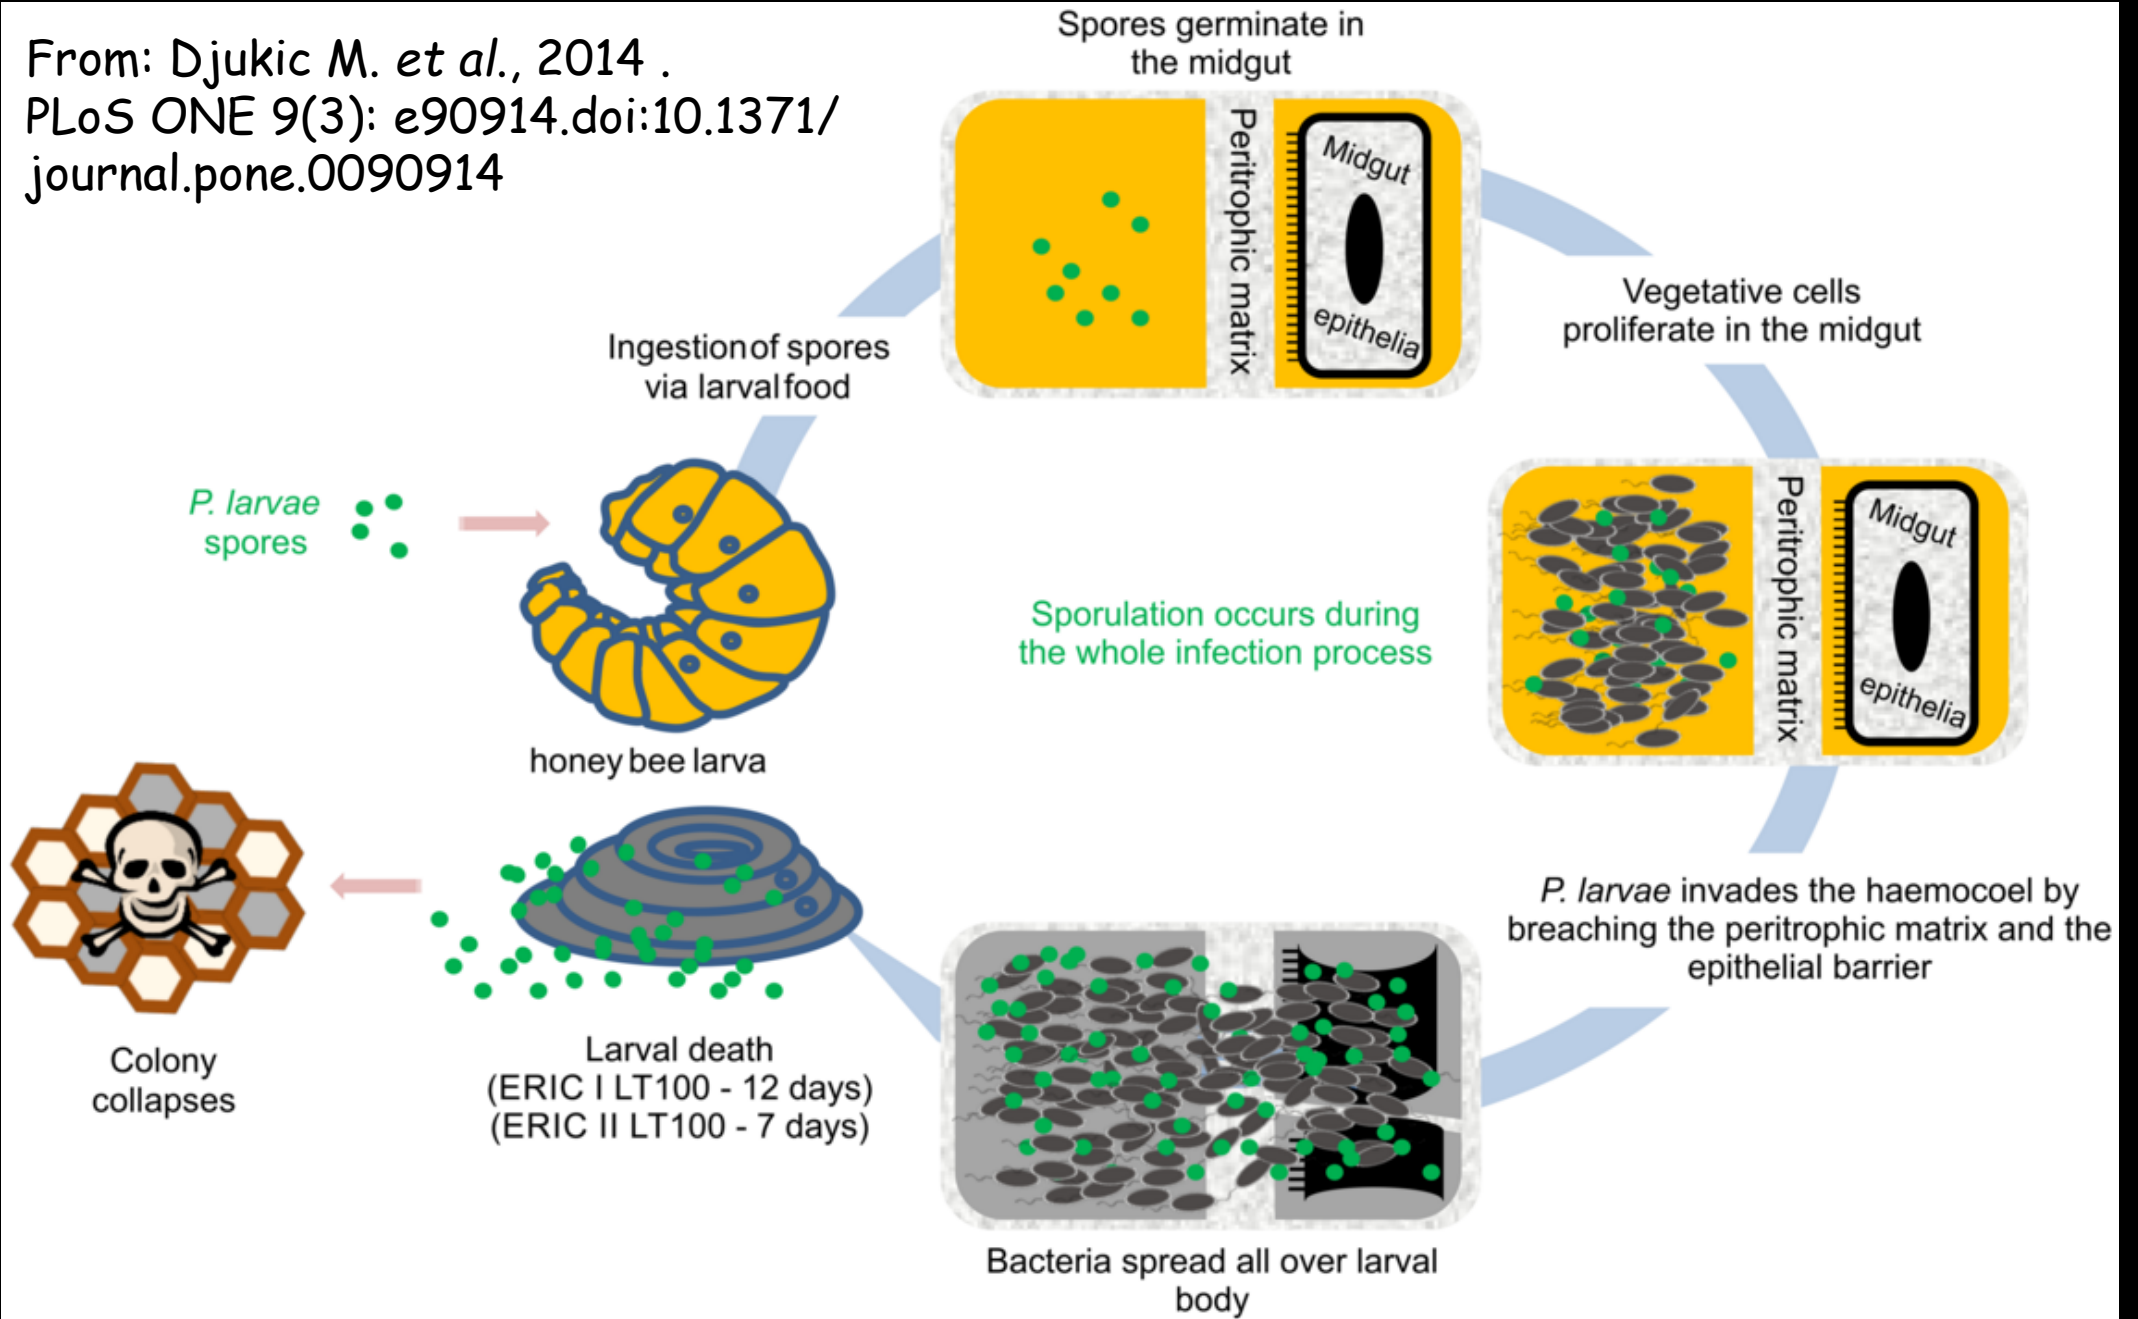 From: Djukic M. et al., 2014 .
PLoS ONE 9(3): e90914.doi:10.1371/
journal.pone.0090914
Spores germinate in
the midgut
Peritrophic matrix
Midgut
epithelia
Vegetative cells
proliferate in the midgut
Ingestion of spores
via larval food
P. larvae
spores
honey bee larva
Sporulation occurs during
the whole infection process
Peritrophic matrix
Midgut
epithelia
P. larvae invades the haemocoel by
breaching the peritrophic matrix and the
epithelial barrier
Bacteria spread all over larval
body
Larval death
(ERIC I LT100 - 12 days)
(ERIC II LT100 - 7 days)
Colony
collapses